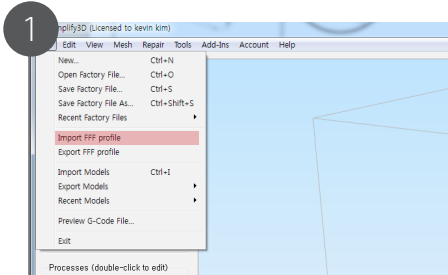 1
mplify3D (Licensed to kevin kim)
Edit View Mesh Repair Tools Add-Ins Account Help
New... Ctrl+N
Open Factory File... Ctrl+O
Save Factory File... Ctrl+S
Save Factory File As... Ctrl+Shift+S
Recent Factory Files
Import FFF profile
Export FFF profile
Import Models Ctrl+I
Export Models
Recent Models
Preview G-Code File...
Exit
Processes (double-click to edit)